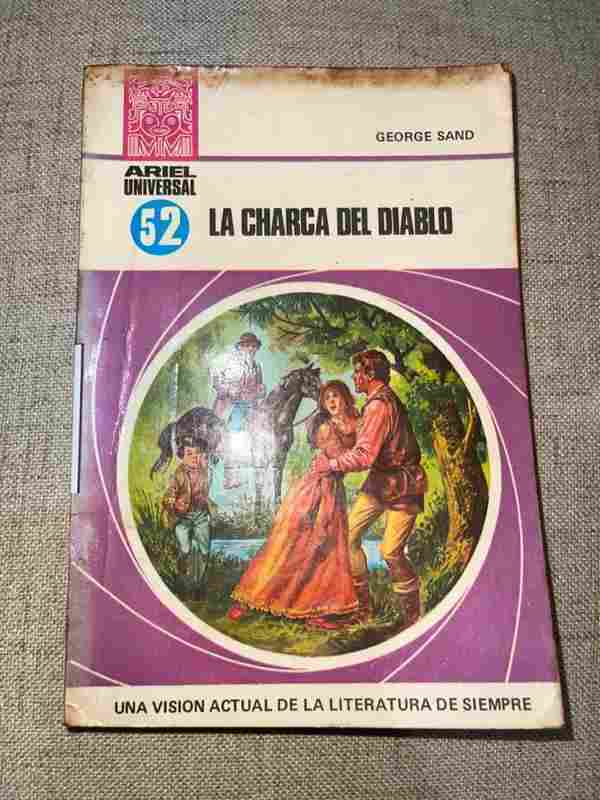 GEORGE SAND
ARIEL
UNIVERSAL
52
LA CHARCA DEL DIABLO
UNA VISION ACTUAL DE LA LITERATURA DE SIEMPRE